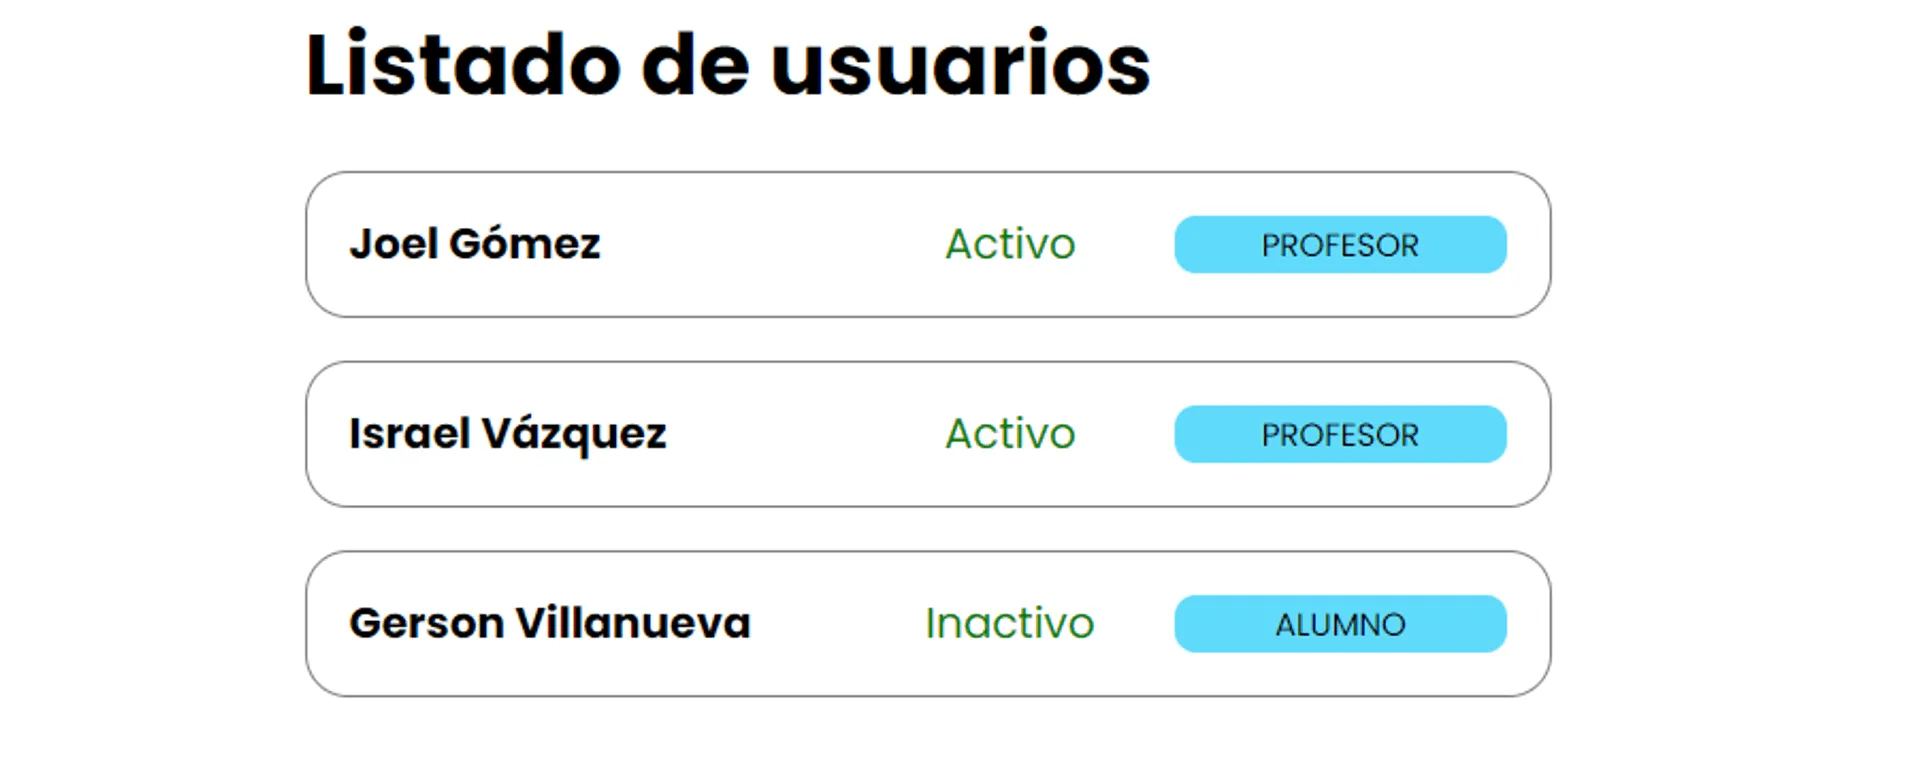 Listado de usuarios
Joel Gómez Activo PROFESOR
Israel Vázquez Activo PROFESOR
Gerson Villanueva Inactivo ALUMNO